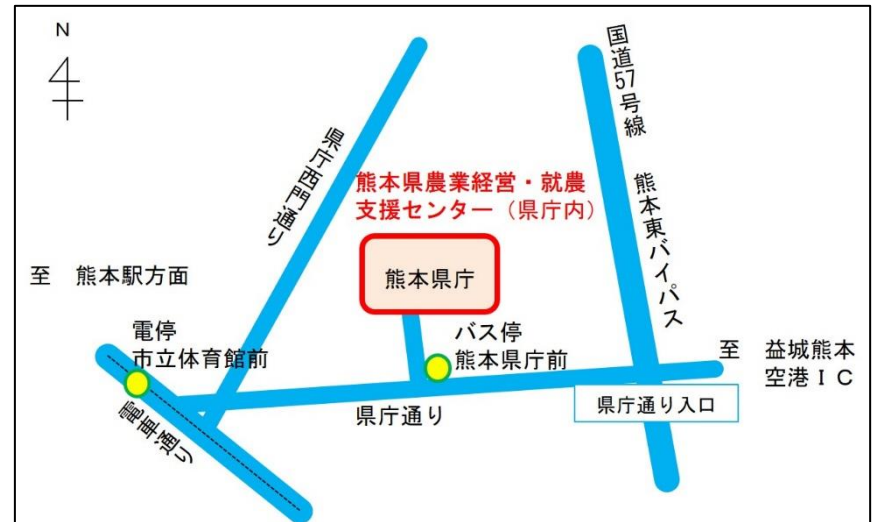 N
国道57号線　熊本東バイパス
県庁西門通り
熊本県農業経営・就農
支援センター（県庁内）
熊本県庁
至　熊本駅方面
電停
市立体育館前
バス停
熊本県庁前
至　益城熊本
空港ＩＣ
県庁通り
県庁通り入口
電車通り